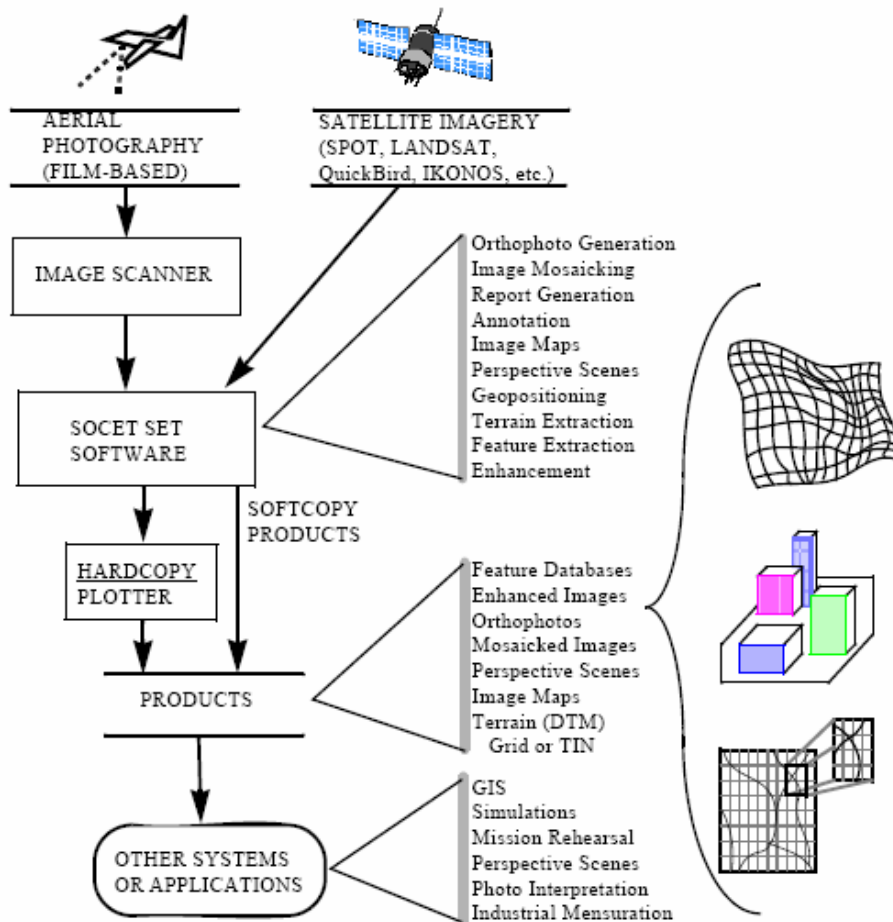 AERIAL
PHOTOGRAPHY
(FILM-BASED)
SATELLITE IMAGERY
(SPOT, LANDSAT,
QuickBird, IKONOS, etc.)
IMAGE SCANNER
Orthophoto Generation
Image Mosaicking
Report Generation
Annotation
Image Maps
Perspective Scenes
Geopositioning
Terrain Extraction
Feature Extraction
Enhancement
SOCET SET
SOFTWARE
SOFTCOPY
PRODUCTS
HARDCOPY
PLOTTER
Feature Databases
Enhanced Images
Orthophotos
Mosaicked Images
Perspective Scenes
Image Maps
Terrain (DTM)
Grid or TIN
PRODUCTS
GIS
Simulations
Mission Rehearsal
Perspective Scenes
Photo Interpretation
Industrial Mensuration
OTHER SYSTEMS
OR APPLICATIONS